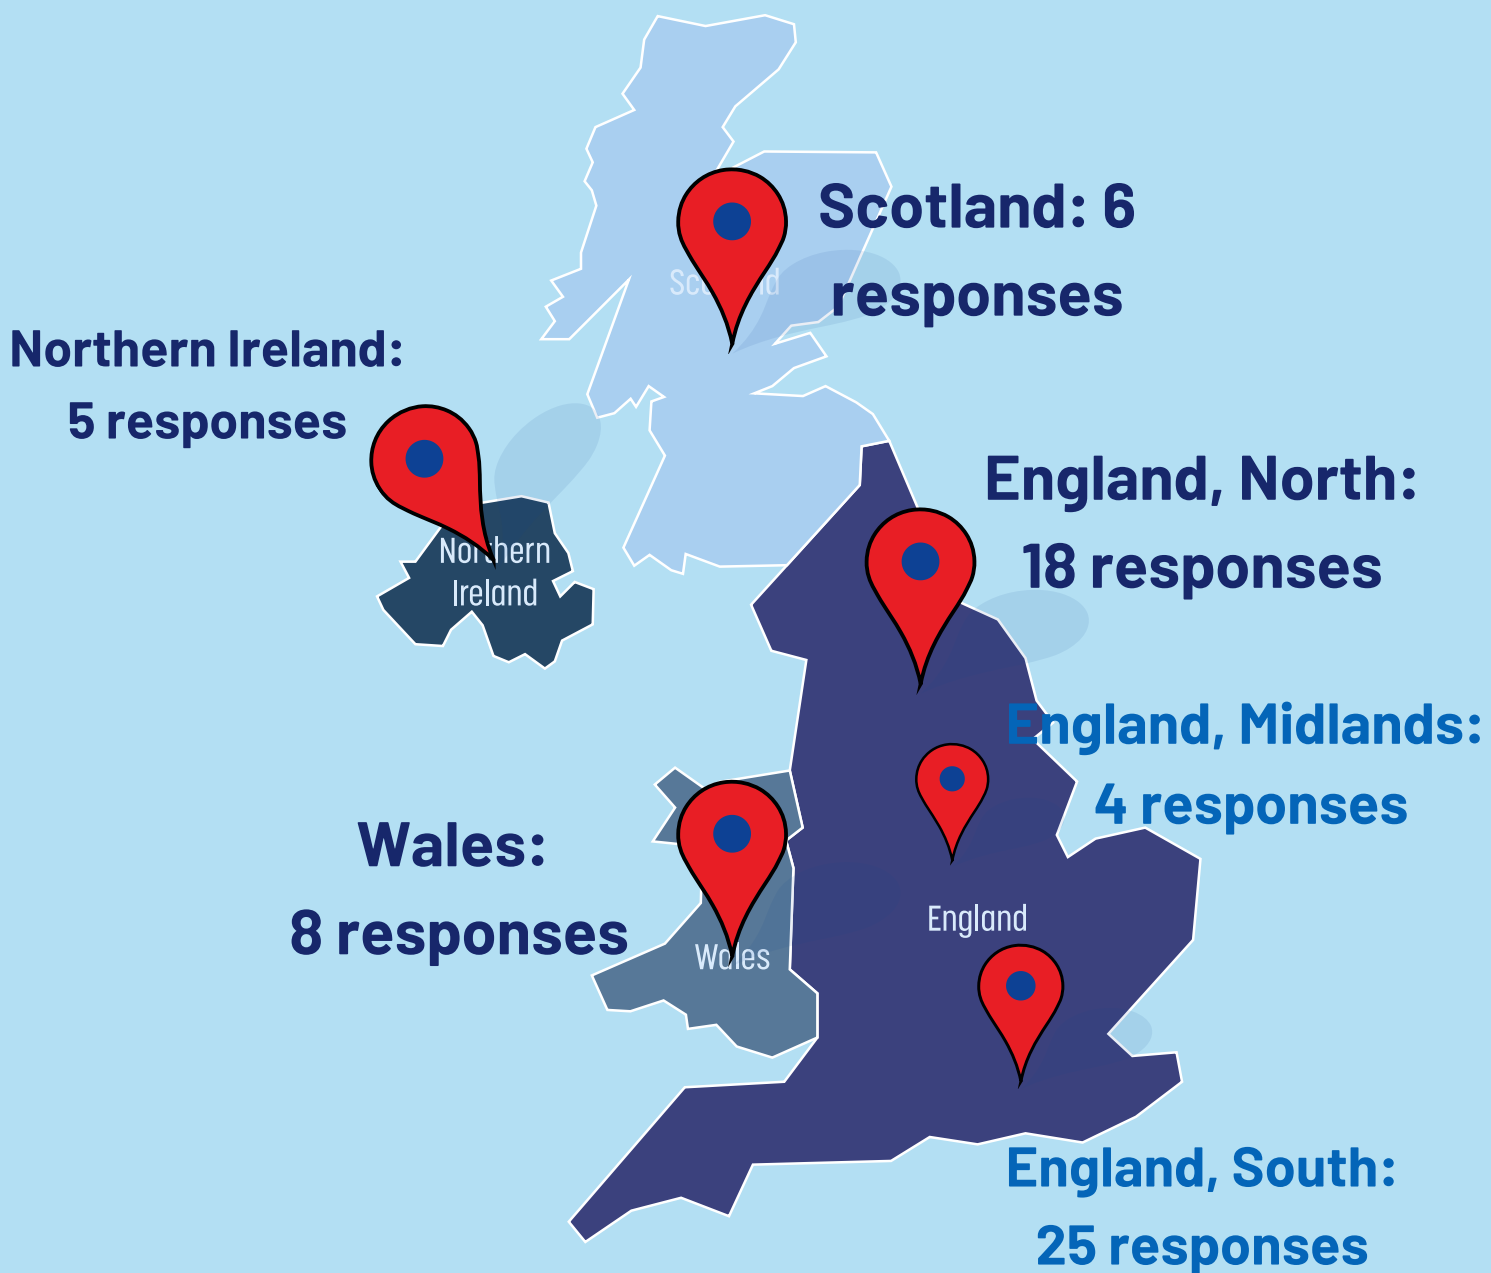 Scotland: 6
responses
Scotland
Northern Ireland:
5 responses
England, North:
18 responses
Northern
Ireland
England, Midlands:
4 responses
Wales:
8 responses
England
Wales
England, South:
25 responses